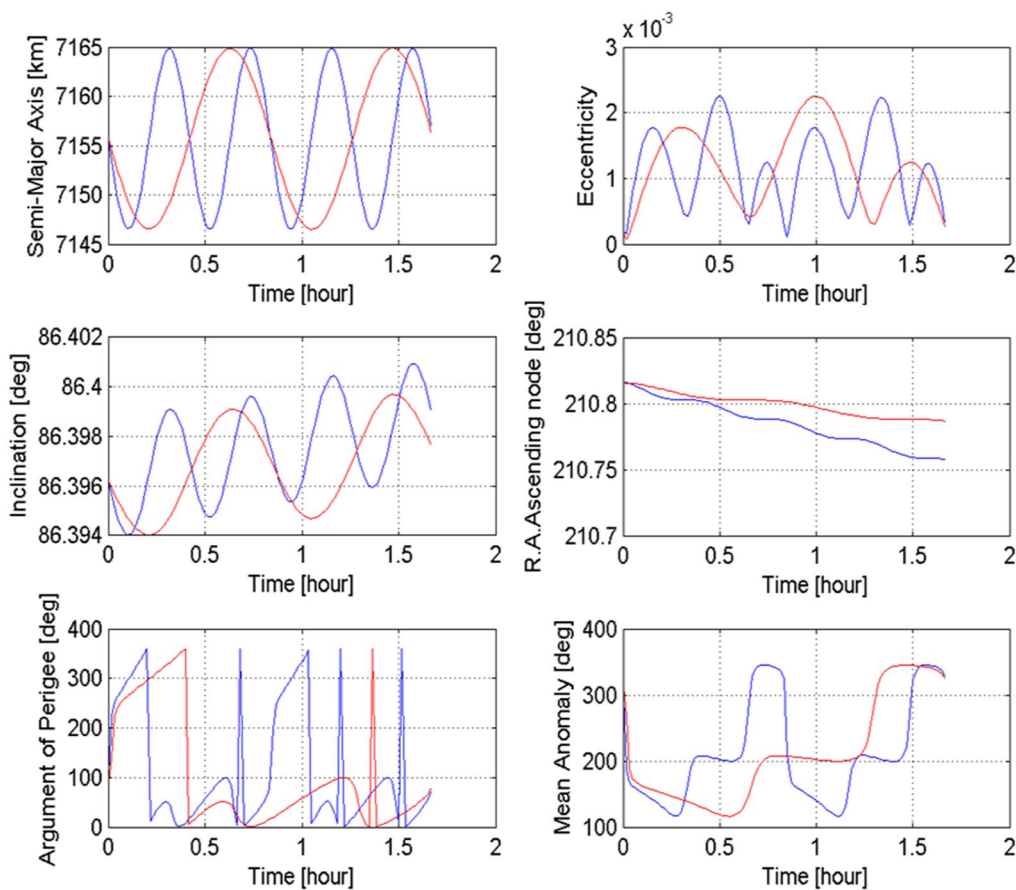 Semi-Major Axis [km]
7165
7160
7155
7150
7145
0 0.5 1 1.5 2
Time [hour]
x 10⁻³
Eccentricity
3
2
1
0
0 0.5 1 1.5 2
Time [hour]
Inclination [deg]
86.402
86.4
86.398
86.396
86.394
0 0.5 1 1.5 2
Time [hour]
R.A.Ascending node [deg]
210.85
210.8
210.75
210.7
0 0.5 1 1.5 2
Time [hour]
Argument of Perigee [deg]
400
300
200
100
0
0 0.5 1 1.5 2
Time [hour]
Mean Anomaly [deg]
400
300
200
100
0 0.5 1 1.5 2
Time [hour]